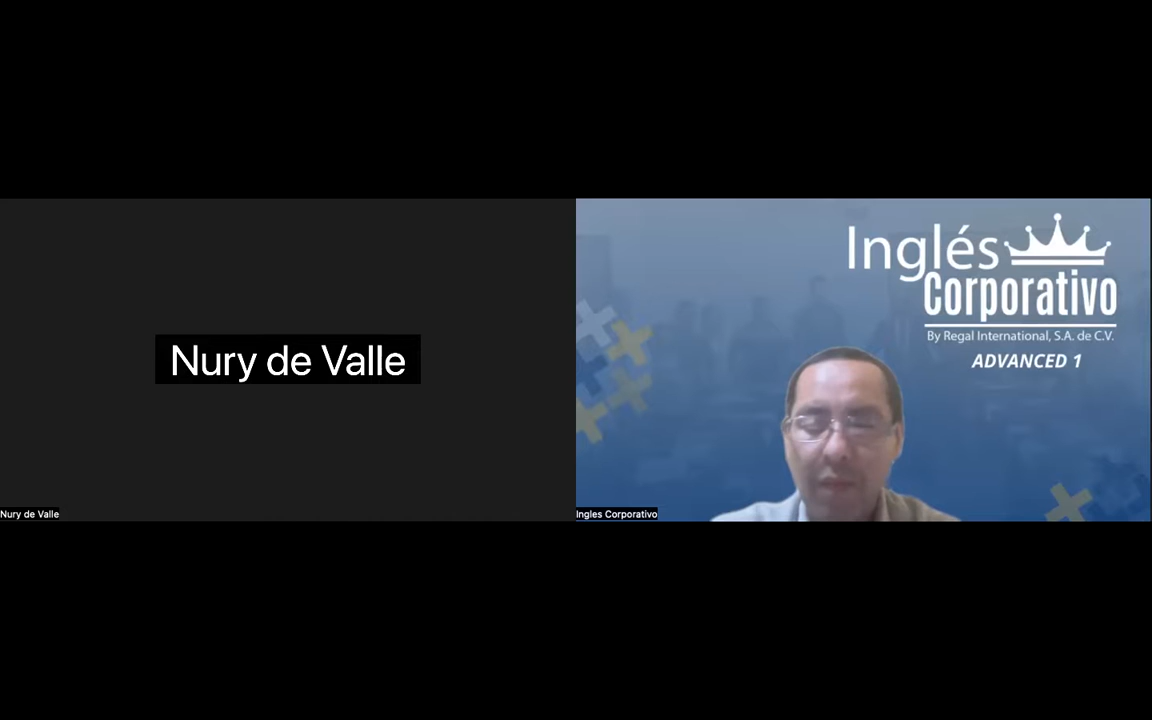 Nury de Valle
Nury de Valle
Inglés
Corporativo
By Regal International, S.A. de C.V.
ADVANCED 1
Ingles Corporativo